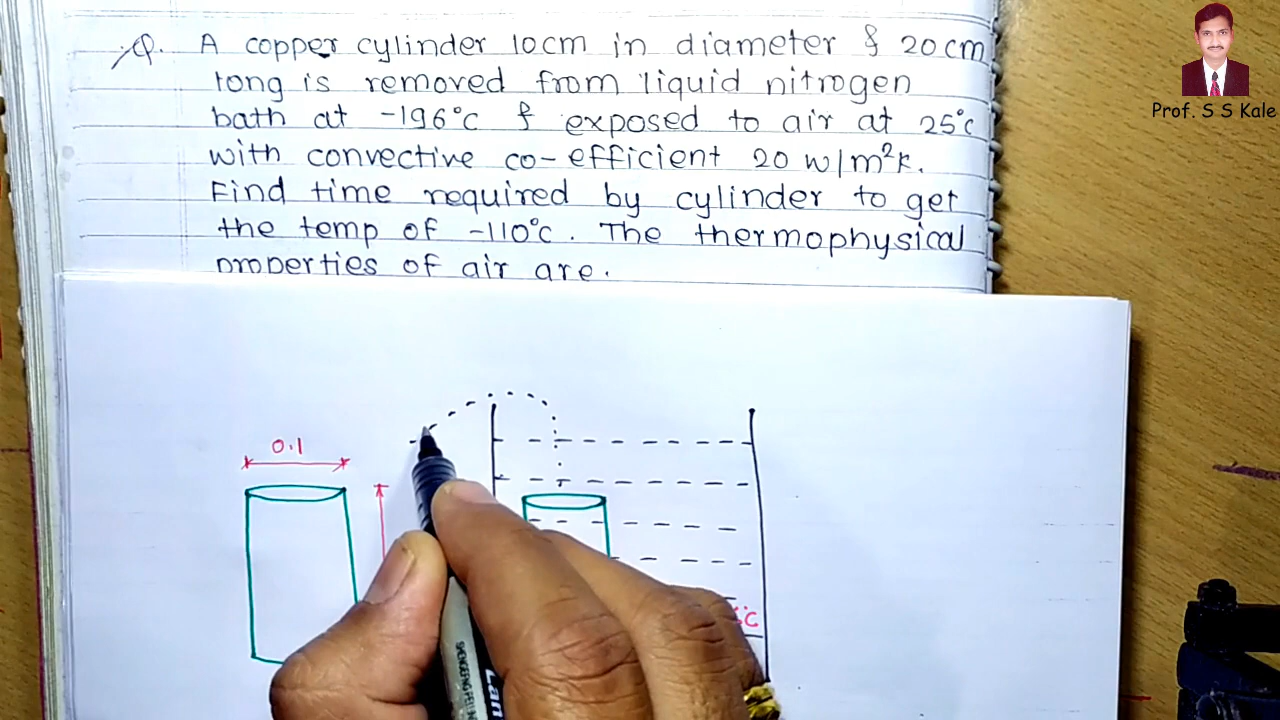 Q. A copper cylinder 10cm in diameter & 20cm
long is removed from liquid nitrogen
bath at -196°c & exposed to air at 25°c
with convective co-efficient 20 w/m²k.
Find time required by cylinder to get
the temp of -110°c. The thermophysical
properties of air are.
Prof. S S Kale
0.1